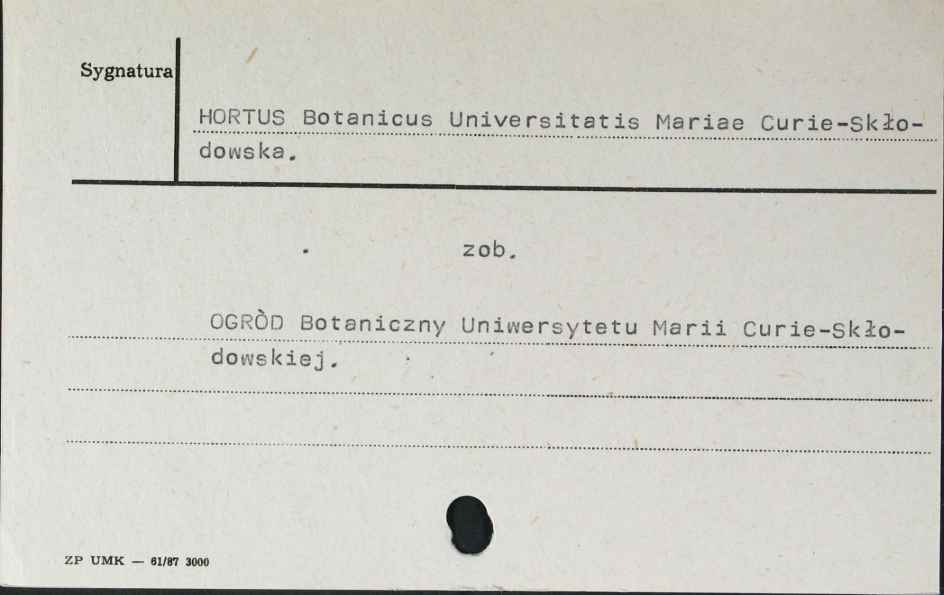 Sygnatura
HORTUS Botanicus Universitatis Mariae Curie-Skło-
dowska.
zob.
OGRÒD Botaniczny Uniwersytetu Marii Curie-Skło-
dowskiej.
ZP UMK — 61/87 3000